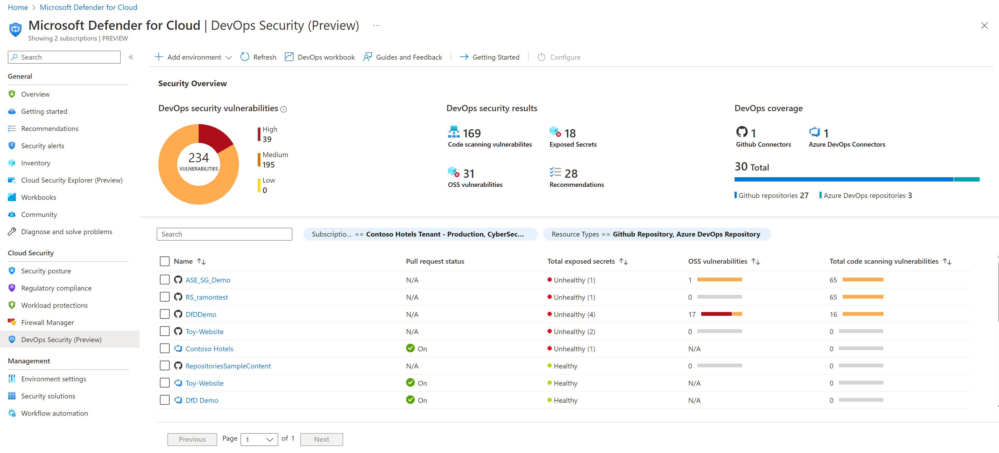 Home > Microsoft Defender for Cloud
Microsoft Defender for Cloud | DevOps Security (Preview) ...
Showing 2 subscriptions | PREVIEW
Search «
General
Overview
Getting started
Recommendations
Security alerts
Inventory
Cloud Security Explorer (Preview)
Workbooks
Community
Diagnose and solve problems
Cloud Security
Security posture
Regulatory compliance
Workload protections
Firewall Manager
DevOps Security (Preview)
Management
Environment settings
Security solutions
Workflow automation
Add environment Refresh DevOps workbook Guides and Feedback Getting Started Configure
Security Overview
DevOps security vulnerabilities
234
VULNERABILITIES
High
39
Medium
195
Low
0
DevOps security results
169
Code scanning vulnerabilites
18
Exposed Secrets
31
OSS vulnerabilities
28
Recommendations
DevOps coverage
1
Github Connectors
1
Azure DevOps Connectors
30 Total
Github repositories 27 Azure DevOps repositories 3
Search Subscriptio... == Contoso Hotels Tenant - Production, CyberSec... Resource Types == Github Repository, Azure DevOps Repository
Name Pull request status Total exposed secrets OSS vulnerabilities Total code scanning vulnerabilities
ASE_SG_Demo N/A Unhealthy (1) 1 65
RS_ramontest N/A Unhealthy (1) 0 65
DfDDemo N/A Unhealthy (4) 17 16
Toy-Website N/A Unhealthy (2) 0 0
Contoso Hotels On Unhealthy (1) N/A 0
RepositoriesSampleContent N/A Healthy 0 0
Toy-Website On Healthy N/A 0
DfD Demo On Healthy N/A 0
Previous Page 1 of 1 Next